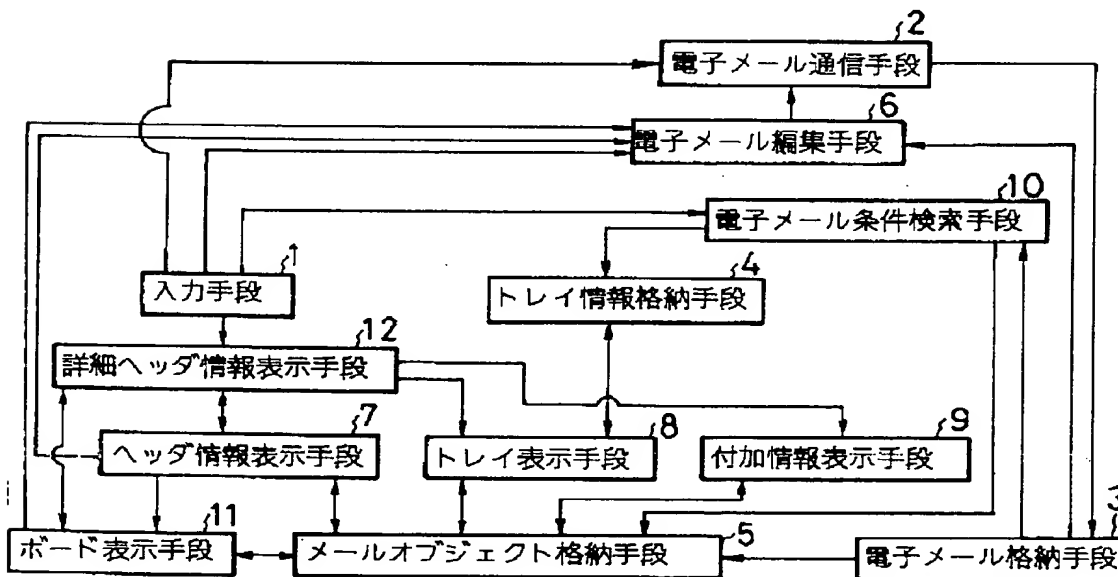 2
電子メール通信手段
6
電子メール編集手段
10
電子メール条件検索手段
1
入力手段
4
トレイ情報格納手段
12
詳細ヘッダ情報表示手段
7
ヘッダ情報表示手段
8
トレイ表示手段
9
付加情報表示手段
11
ボード表示手段
5
メールオブジェクト格納手段
3
電子メール格納手段